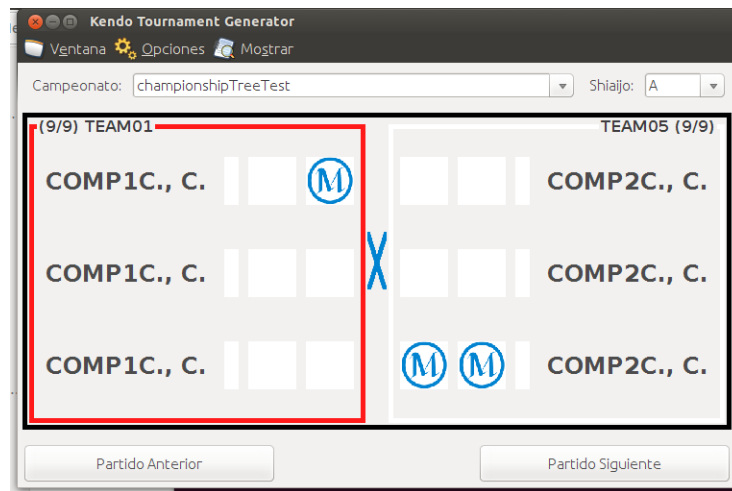 Kendo Tournament Generator
Ventana Opciones Mostrar
Campeonato: championshipTreeTest Shiaijo: A
(9/9) TEAM01 TEAM05 (9/9)
COMP1C., C. M COMP2C., C.
COMP1C., C. X COMP2C., C.
COMP1C., C. M M COMP2C., C.
Partido Anterior Partido Siguiente